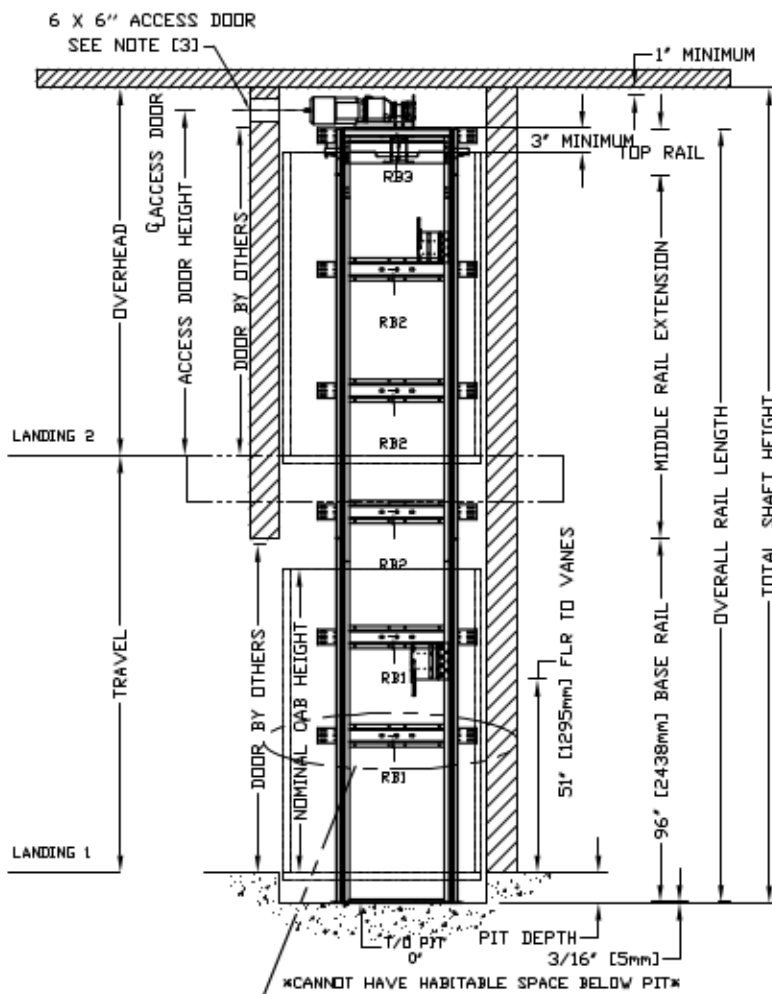 6 X 6" ACCESS DOOR
SEE NOTE [3]
1" MINIMUM
3" MINIMUM
TOP RAIL
℄ACCESS DOOR
ACCESS DOOR HEIGHT
OVERHEAD
DOOR BY OTHERS
RB3
RB2
RB2
RB2
RB1
RB1
LANDING 2
MIDDLE RAIL EXTENSION
OVERALL RAIL LENGTH
TOTAL SHAFT HEIGHT
TRAVEL
DOOR BY OTHERS
NOMINAL CAB HEIGHT
51" [1295mm] FLR TO VANES
96" [2438mm] BASE RAIL
LANDING 1
T/O PIT
0"
PIT DEPTH
3/16" [5mm]
*CANNOT HAVE HABITABLE SPACE BELOW PIT*